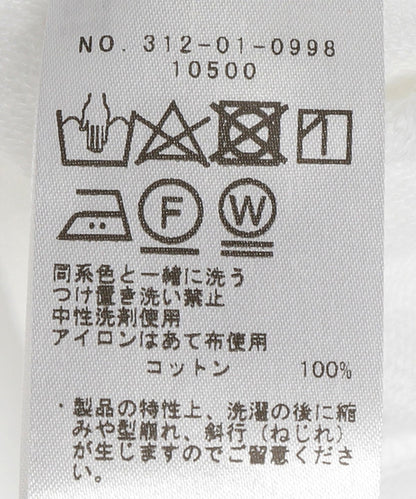 NO. 312-01-0998
10500
F
W
同系色と一緒に洗う
つけ置き洗い禁止
中性洗剤使用
アイロンはあて布使用
コットン 100%
・製品の特性上、洗濯の後に縮
みや型崩れ、斜行（ねじれ）
が生じますのでご留意くださ
い。